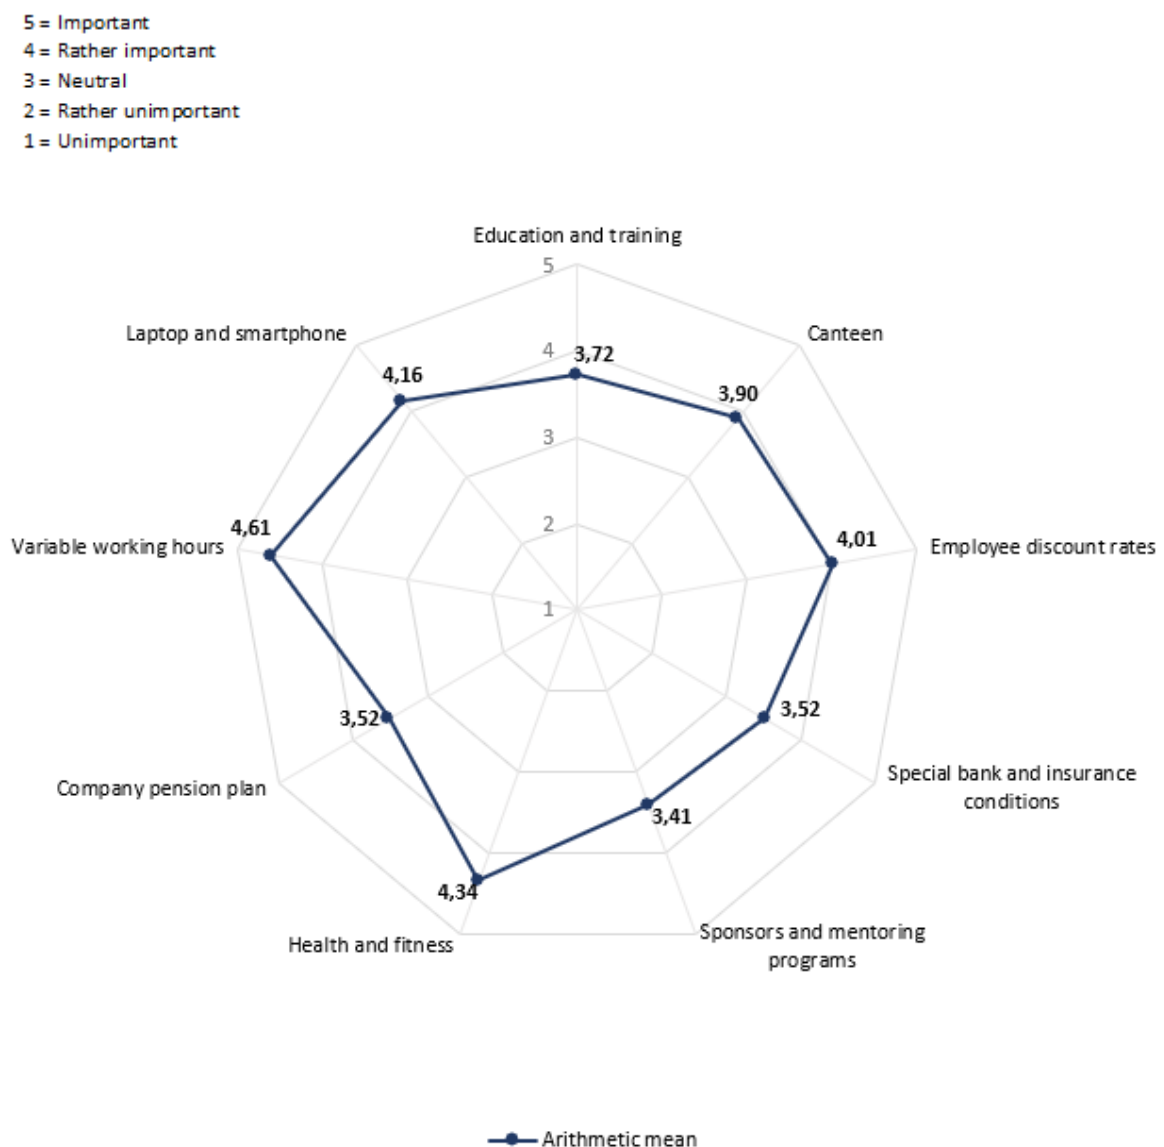 5 = Important
4 = Rather important
3 = Neutral
2 = Rather unimportant
1 = Unimportant
Education and training
5
Laptop and smartphone
Canteen
4
3,72
4,16
3,90
3
2
4,61
4,01
Variable working hours
Employee discount rates
1
3,52
3,52
Company pension plan
Special bank and insurance
conditions
3,41
4,34
Health and fitness
Sponsors and mentoring
programs
Arithmetic mean